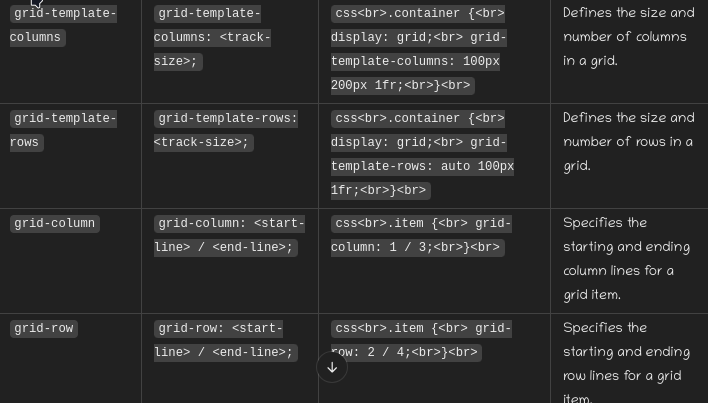 grid-template-
columns
grid-template-
columns: <track-
size>;
css<br>.container {<br>
display: grid;<br> grid-
template-columns: 100px
200px 1fr;<br>}<br>
Defines the size and
number of columns
in a grid.
grid-template-
rows
grid-template-rows:
<track-size>;
css<br>.container {<br>
display: grid;<br> grid-
template-rows: auto 100px
1fr;<br>}<br>
Defines the size and
number of rows in a
grid.
grid-column
grid-column: <start-
line> / <end-line>;
css<br>.item {<br> grid-
column: 1 / 3;<br>}<br>
Specifies the
starting and ending
column lines for a
grid item.
grid-row
grid-row: <start-
line> / <end-line>;
css<br>.item {<br> grid-
row: 2 / 4;<br>}<br>
Specifies the
starting and ending
row lines for a grid
item.